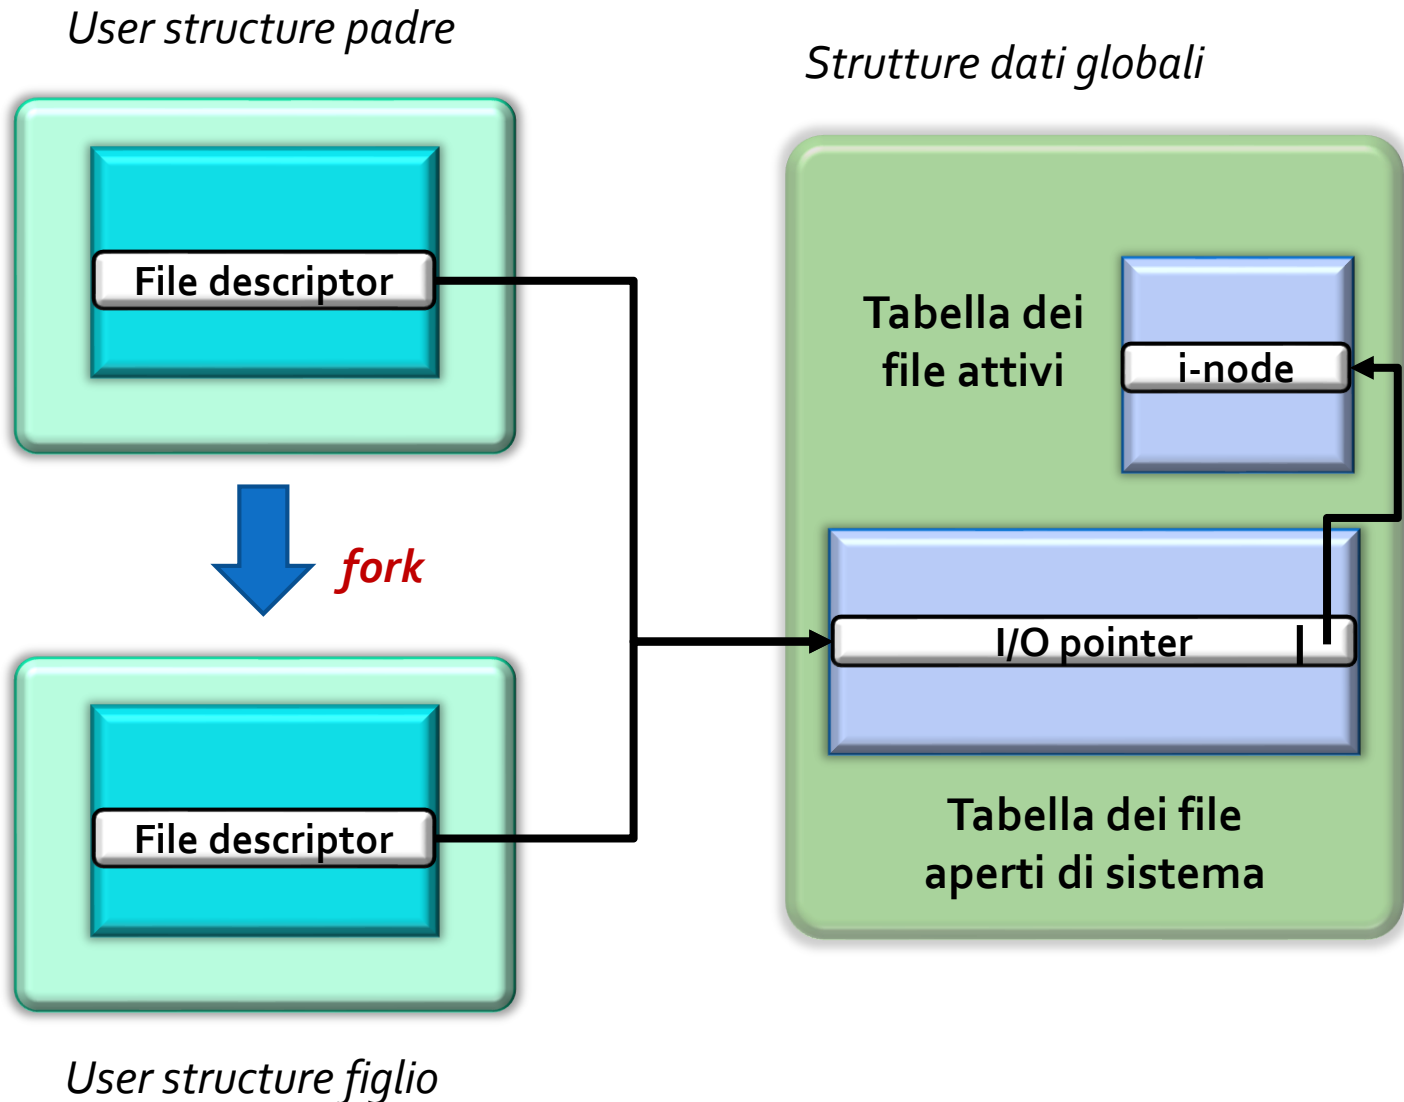 User structure padre
File descriptor
fork
File descriptor
User structure figlio
Strutture dati globali
Tabella dei
file attivi
i-node
I/O pointer
Tabella dei file
aperti di sistema